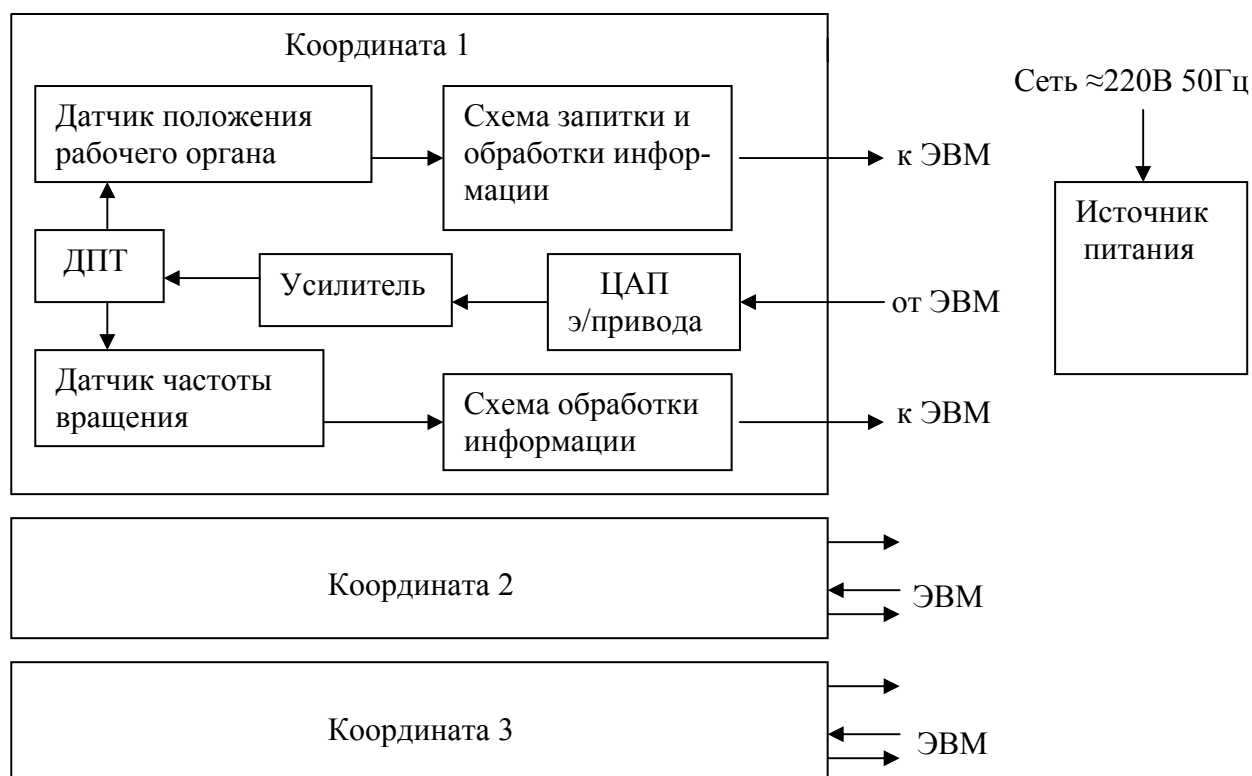 Координата 1
Сеть ≈220В 50Гц
Датчик положения
рабочего органа
Схема запитки и
обработки инфор-
мации
к ЭВМ
Источник
питания
ДПТ
Усилитель
ЦАП
э/привода
от ЭВМ
Датчик частоты
вращения
Схема обработки
информации
к ЭВМ
Координата 2
ЭВМ
Координата 3
ЭВМ